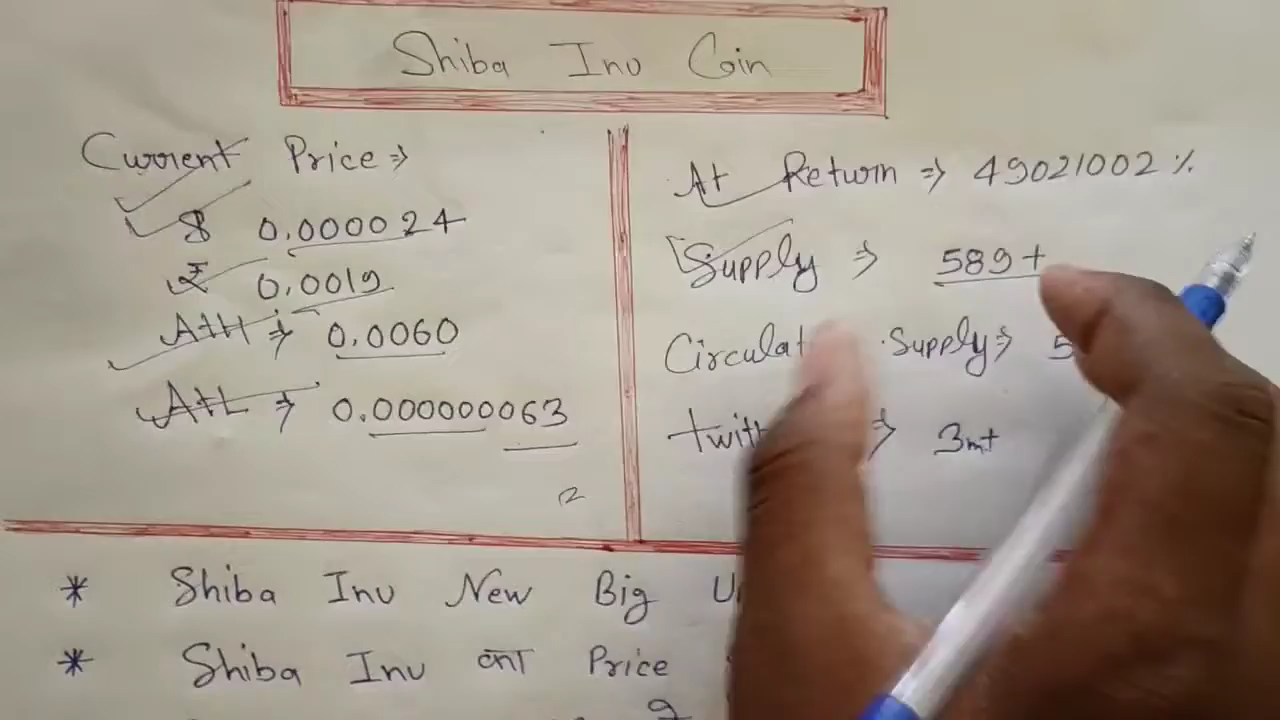 Shiba Inu Coin
Current Price ⇒
$ 0.000024
₹ 0.0019
ATH ⇒ 0.0060
ATL ⇒ 0.000000063
At Return ⇒ 49021002 %
Supply ⇒ 589+
Supply ⇒ 5
⇒ 3m+
* Shiba Inu New Big
* Shiba Inu का Price